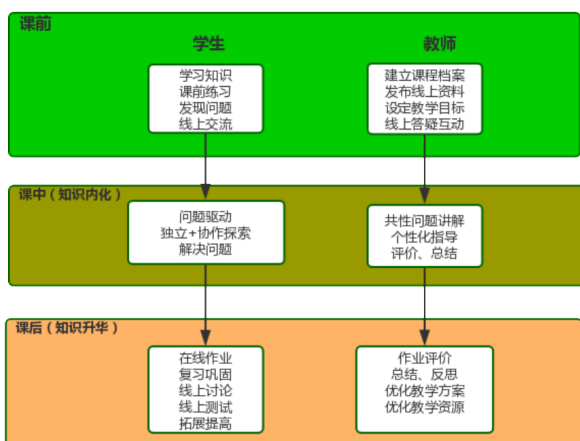 课前
学生
教师
学习知识
课前练习
发现问题
线上交流
建立课程档案
发布线上资料
设定教学目标
线上答疑互动
课中（知识内化）
问题驱动
独立+协作探索
解决问题
共性问题讲解
个性化指导
评价、总结
课后（知识升华）
在线作业
复习巩固
线上讨论
线上测试
拓展提高
作业评价
总结、反思
优化教学方案
优化教学资源